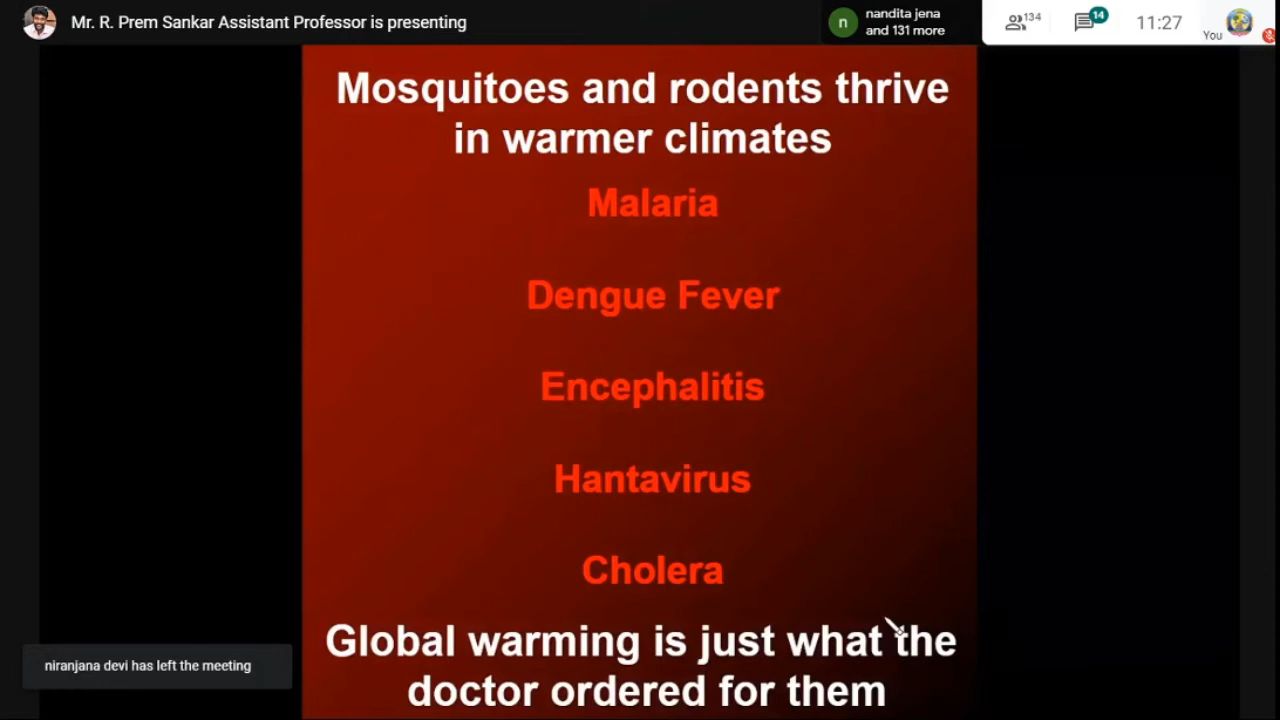 Mr. R. Prem Sankar Assistant Professor is presenting
n
nandita jena
and 131 more
134
14
11:27
You
Mosquitoes and rodents thrive
in warmer climates
Malaria
Dengue Fever
Encephalitis
Hantavirus
Cholera
Global warming is just what the
doctor ordered for them
niranjana devi has left the meeting